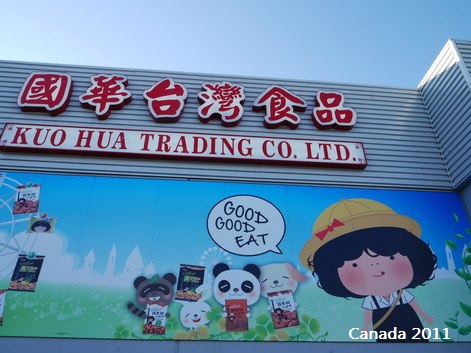 國華台灣食品
KUO HUA TRADING CO. LTD.
GOOD
GOOD
EAT
Canada 2011